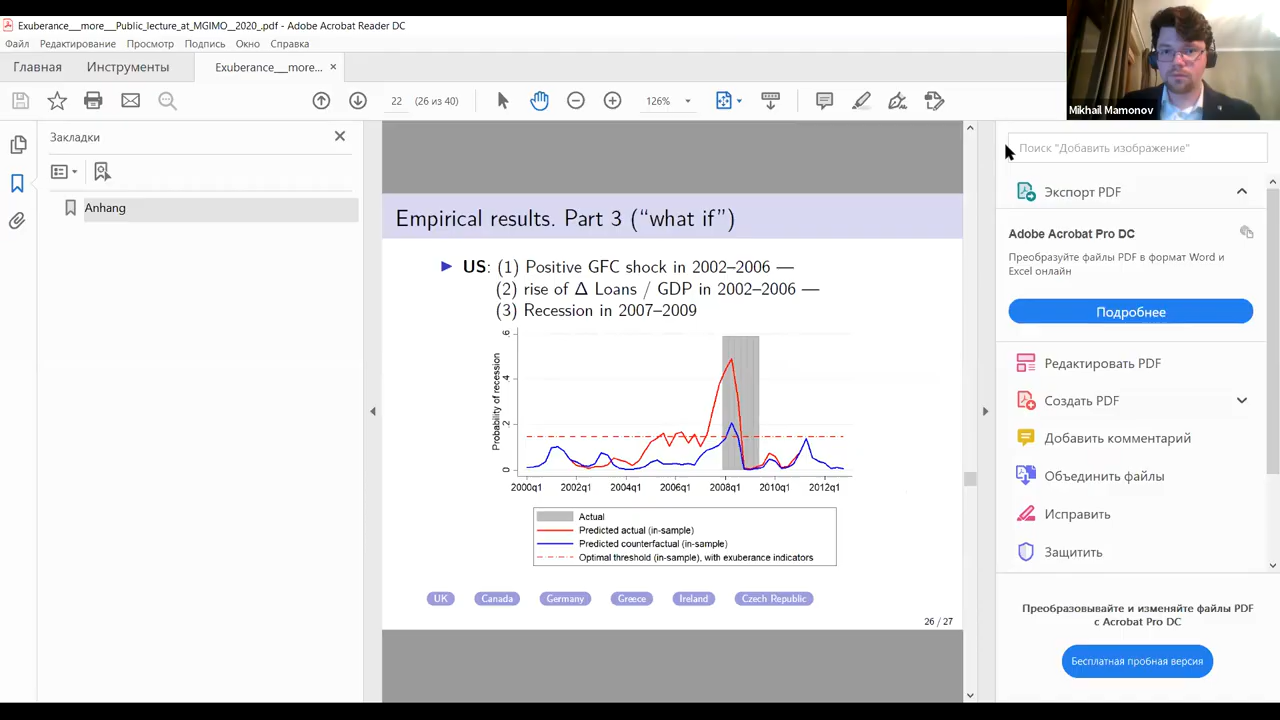 Exuberance__more__Public_lecture_at_MGIMO__2020_.pdf - Adobe Acrobat Reader DC
Файл Редактирование Просмотр Подпись Окно Справка
Главная Инструменты Exuberance__more... ×
22 (26 из 40) 126%
Mikhail Mamonov
Закладки
Anhang
Empirical results. Part 3 (“what if”)
US: (1) Positive GFC shock in 2002–2006 —
(2) rise of Δ Loans / GDP in 2002–2006 —
(3) Recession in 2007–2009
Probability of recession
.6
.4
.2
0
2000q1 2002q1 2004q1 2006q1 2008q1 2010q1 2012q1
Actual
Predicted actual (in-sample)
Predicted counterfactual (in-sample)
Optimal threshold (in-sample), with exuberance indicators
UK Canada Germany Greece Ireland Czech Republic
26 / 27
Поиск "Добавить изображение"
Экспорт PDF
Adobe Acrobat Pro DC
Преобразуйте файлы PDF в формат Word и
Excel онлайн
Подробнее
Редактировать PDF
Создать PDF
Добавить комментарий
Объединить файлы
Исправить
Защитить
Преобразовывайте и изменяйте файлы PDF
с Acrobat Pro DC
Бесплатная пробная версия